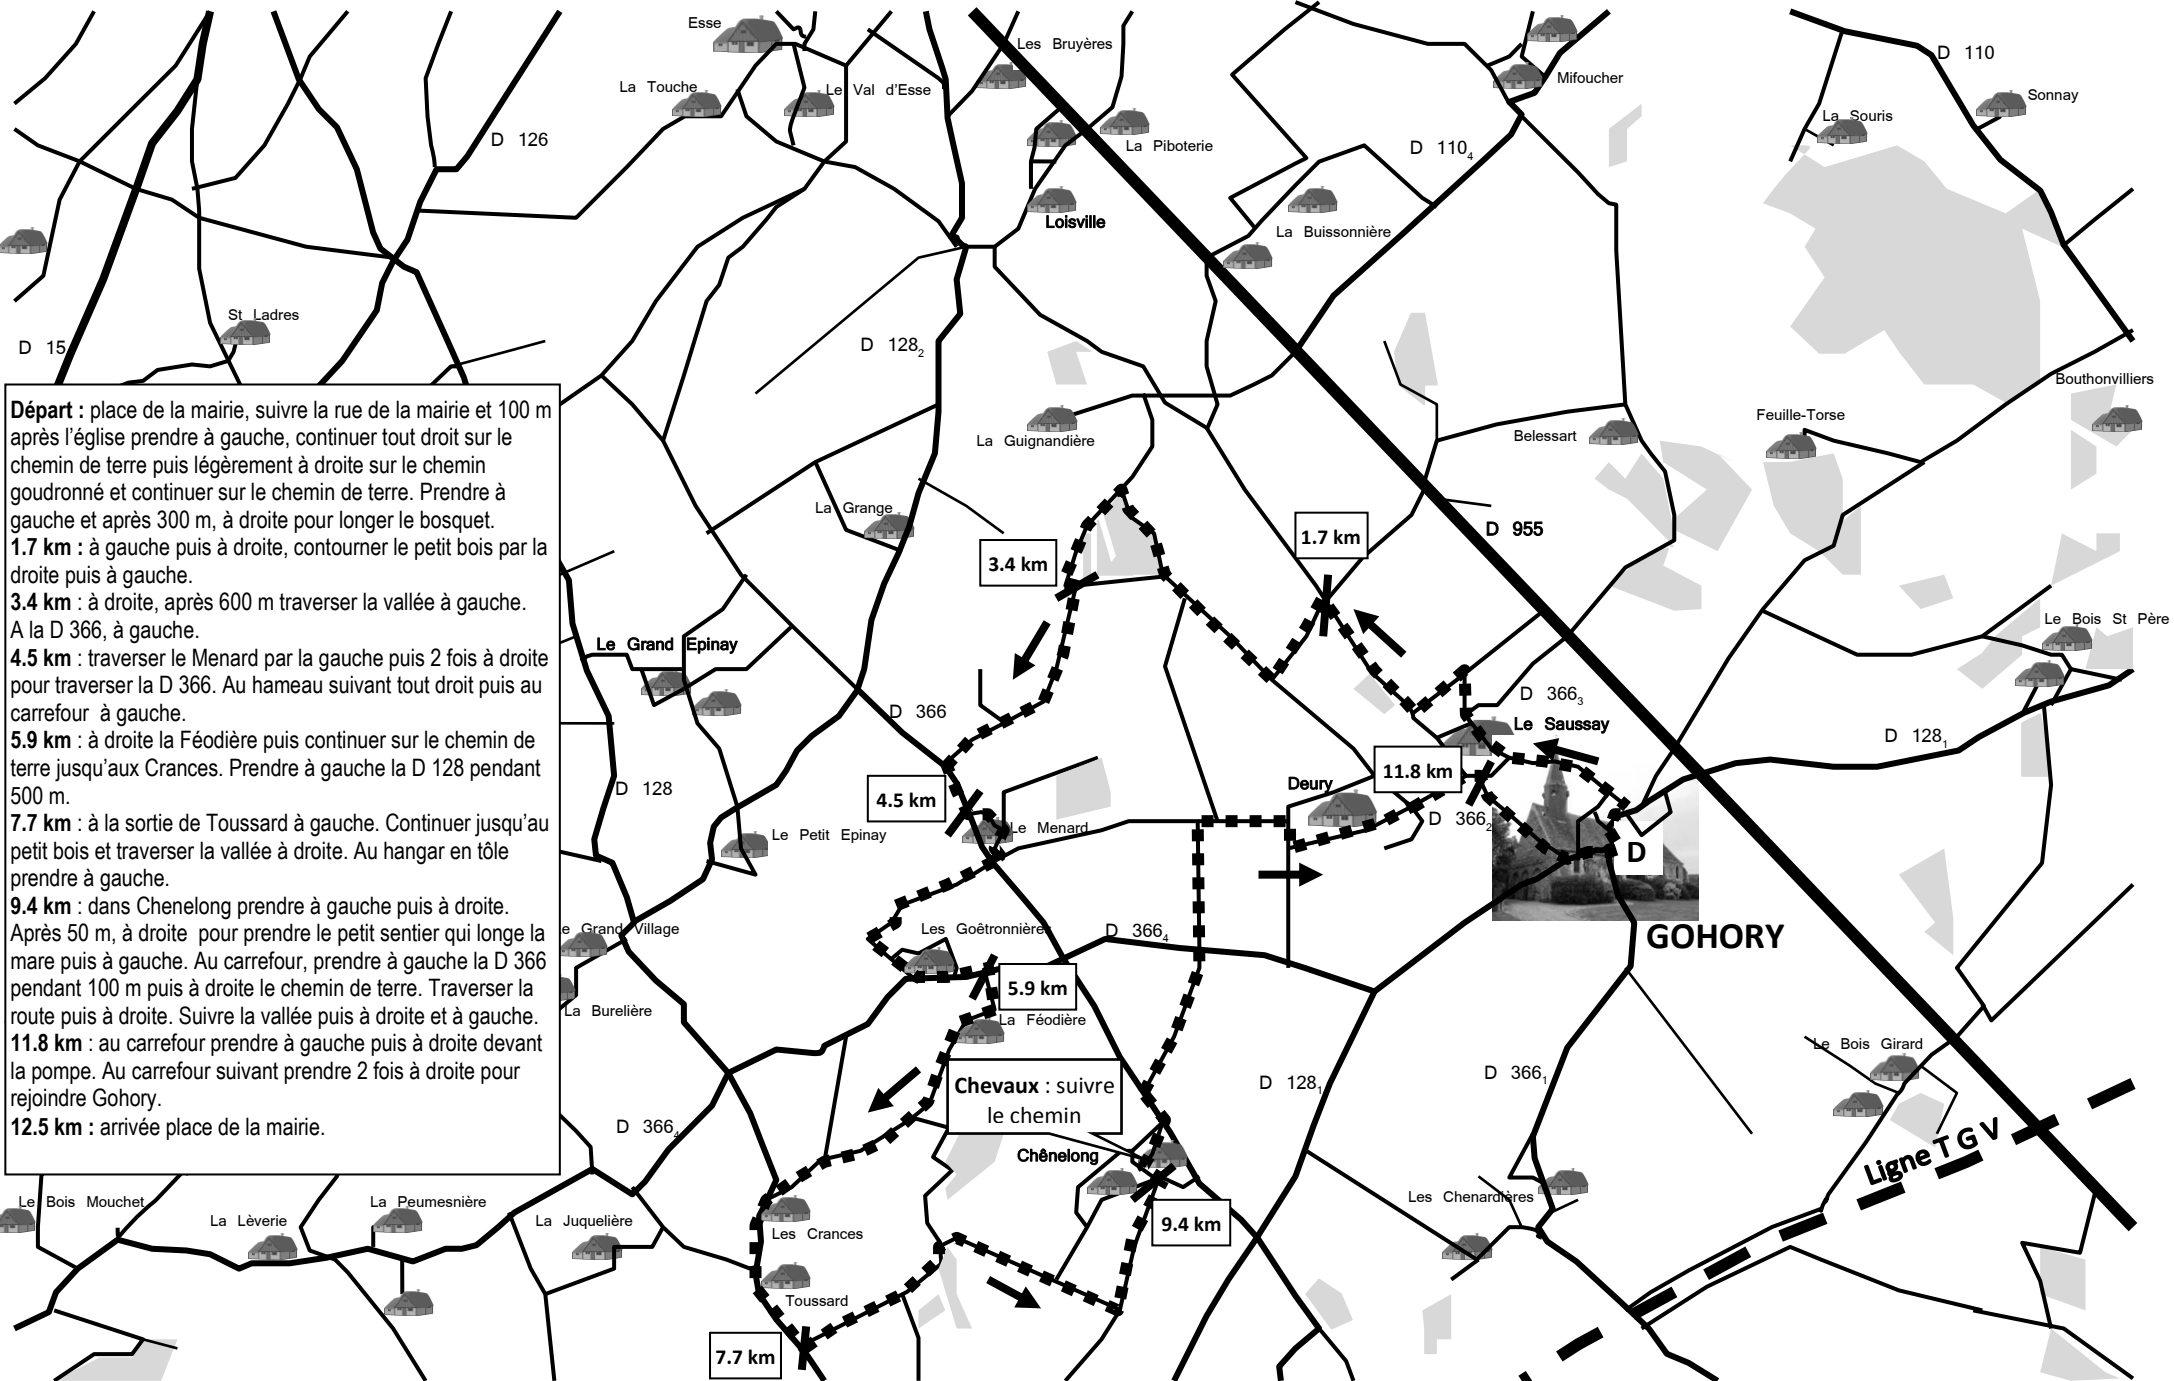 Esse
Les Bruyères
D 110
La Touche
Le Val d'Esse
Mifoucher
Sonnay
La Souris
D 126
La Piboterie
D 110₄
Loisville
La Buissonnière
St Ladres
D 15
D 128₂
Bouthonvilliers
La Guignandière
Belessart
Feuille-Torse
Départ : place de la mairie, suivre la rue de la mairie et 100 m
après l'église prendre à gauche, continuer tout droit sur le
chemin de terre puis légèrement à droite sur le chemin
goudronné et continuer sur le chemin de terre. Prendre à
gauche et après 300 m, à droite pour longer le bosquet.
1.7 km : à gauche puis à droite, contourner le petit bois par la
droite puis à gauche.
3.4 km : à droite, après 600 m traverser la vallée à gauche.
A la D 366, à gauche.
4.5 km : traverser le Menard par la gauche puis 2 fois à droite
pour traverser la D 366. Au hameau suivant tout droit puis au
carrefour à gauche.
5.9 km : à droite la Féodière puis continuer sur le chemin de
terre jusqu'aux Crances. Prendre à gauche la D 128 pendant
500 m.
7.7 km : à la sortie de Toussard à gauche. Continuer jusqu'au
petit bois et traverser la vallée à droite. Au hangar en tôle
prendre à gauche.
9.4 km : dans Chenelong prendre à gauche puis à droite.
Après 50 m, à droite pour prendre le petit sentier qui longe la
mare puis à gauche. Au carrefour, prendre à gauche la D 366
pendant 100 m puis à droite le chemin de terre. Traverser la
route puis à droite. Suivre la vallée puis à droite et à gauche.
11.8 km : au carrefour prendre à gauche puis à droite devant
la pompe. Au carrefour suivant prendre 2 fois à droite pour
rejoindre Gohory.
12.5 km : arrivée place de la mairie.
La Grange
D 955
1.7 km
3.4 km
Le Bois St Père
Le Grand Epinay
D 366
D 366₃
Le Saussay
D 128₁
11.8 km
Deury
D 128
4.5 km
D 366₂
Le Menard
Le Petit Epinay
D
Grand Village
Les Goêtronnières
D 366₄
GOHORY
5.9 km
La Burelière
La Féodière
Le Bois Girard
Chevaux : suivre
le chemin
D 128₁
D 366₁
D 366₄
Chênelong
Ligne T G V
Le Bois Mouchet
La Peumesnière
Les Chenardières
La Lèverie
La Juquelière
9.4 km
Les Crances
Toussard
7.7 km